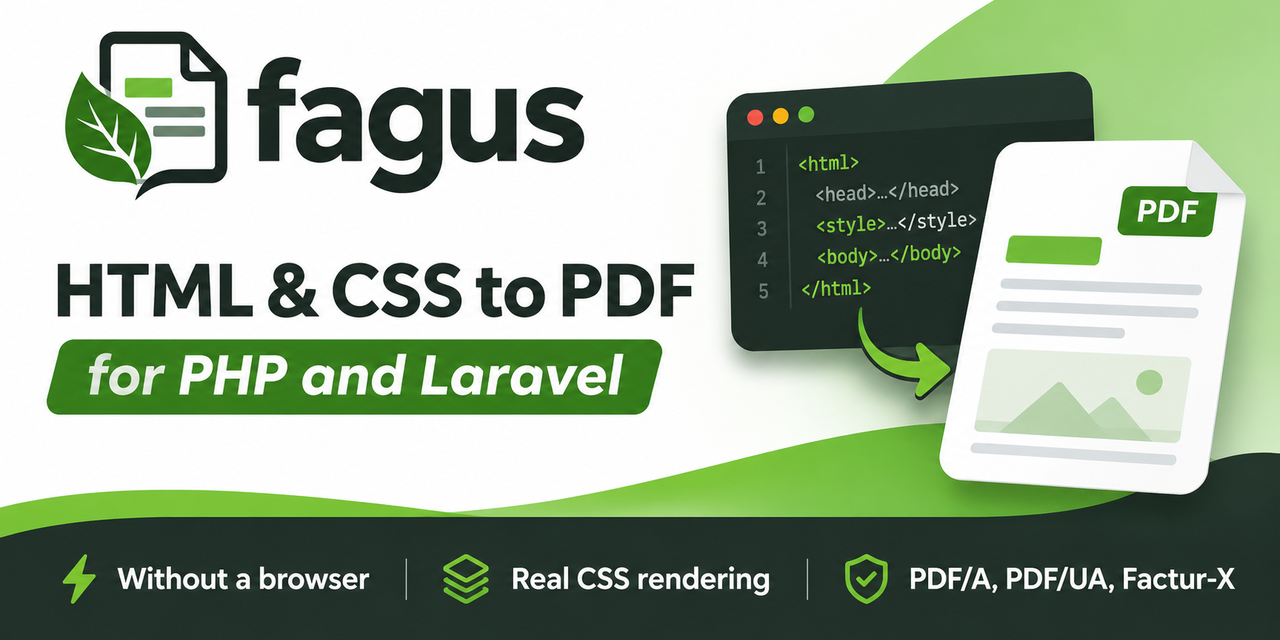 fagus
HTML & CSS to PDF
for PHP and Laravel
1 <html>
2 <head>…</head>
3 <style>…</style>
4 <body>…</body>
5 </html>
PDF
Without a browser
Real CSS rendering
PDF/A, PDF/UA, Factur-X